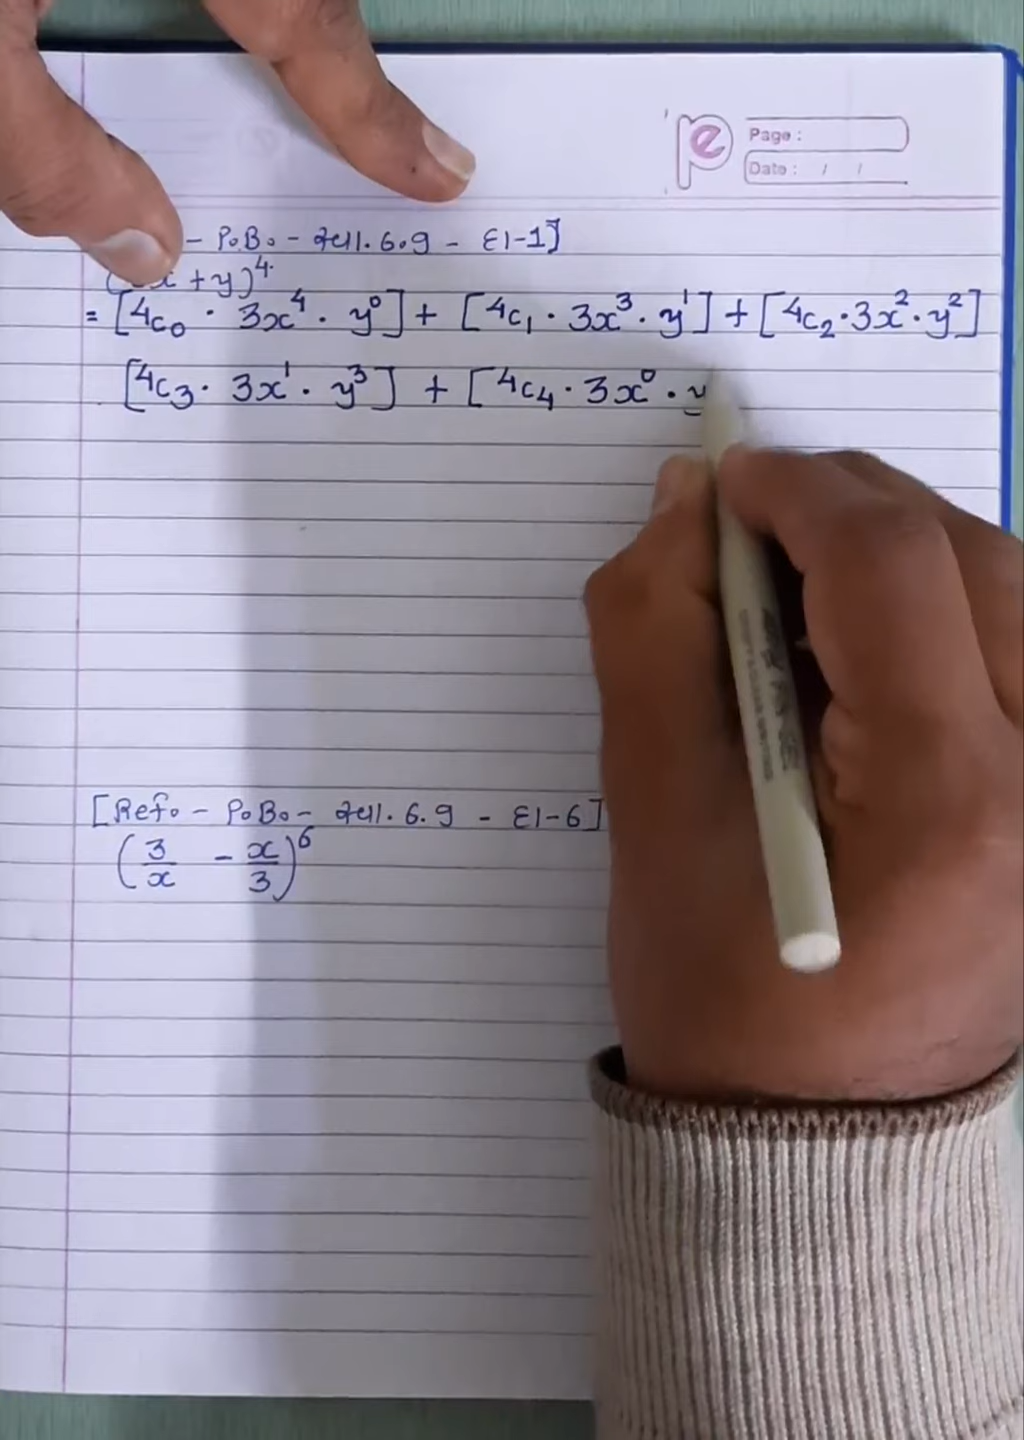 Page :
Date : / /
- P.B. - રચા. 6.9 - દા-1]
x + y)⁴
= [4c₀ · 3x⁴ · y⁰] + [4c₁ · 3x³ · y¹] + [4c₂ · 3x² · y²]
[4c₃ · 3x¹ · y³] + [4c₄ · 3x⁰ · y
[Ref. - P.B. - 6.9 - -6]
(3/x - x/3)⁶